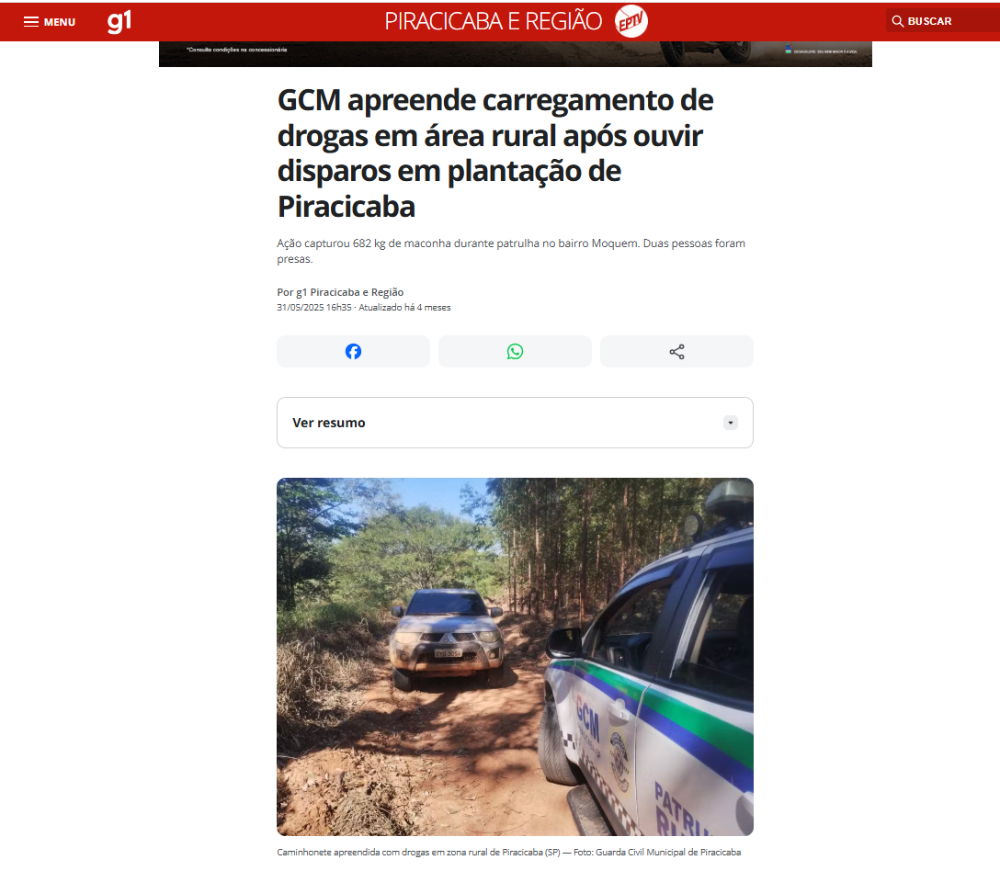 MENU
g1
PIRACICABA E REGIÃO
EPTV
BUSCAR
*Consulte condições na concessionária
GCM apreende carregamento de
drogas em área rural após ouvir
disparos em plantação de
Piracicaba
Ação capturou 682 kg de maconha durante patrulha no bairro Moquem. Duas pessoas foram
presas.
Por g1 Piracicaba e Região
31/05/2025 16h35 · Atualizado há 4 meses
Ver resumo
GCM
PATRU
Caminhonete apreendida com drogas em zona rural de Piracicaba (SP) — Foto: Guarda Civil Municipal de Piracicaba